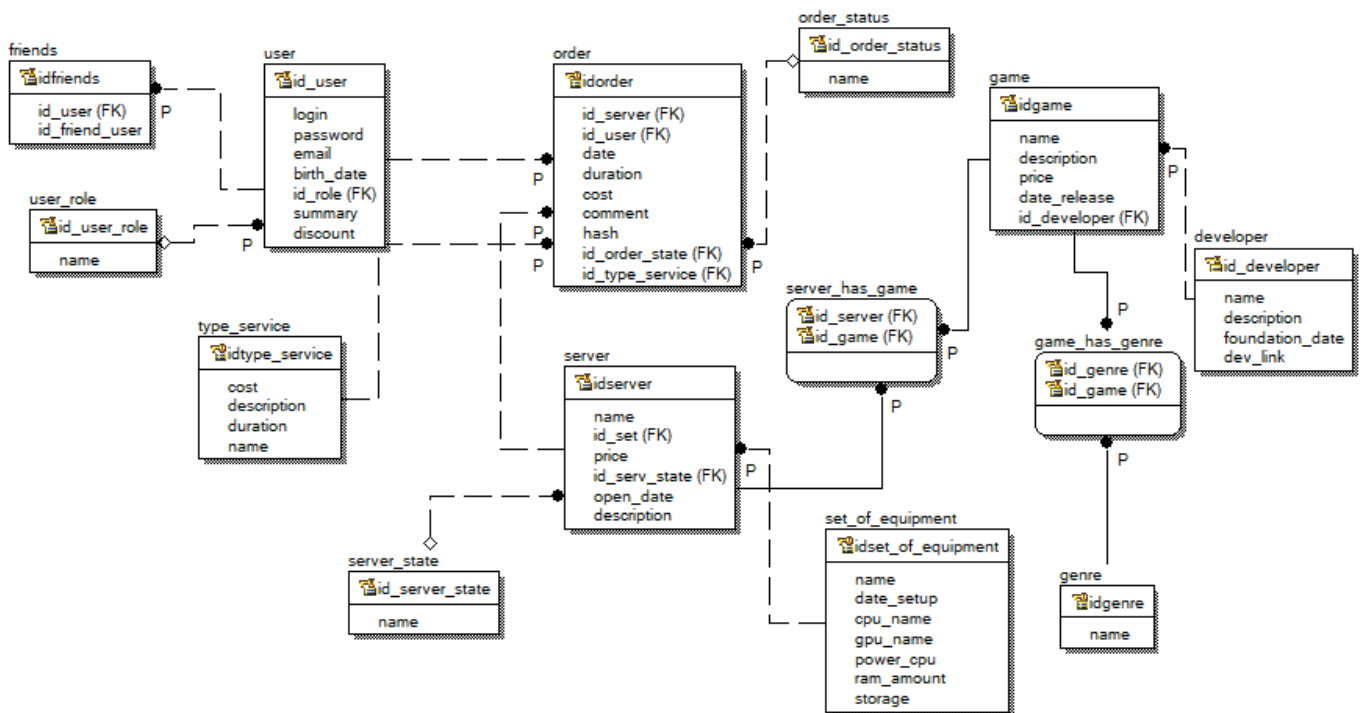 friends
idfriends
id_user (FK)
id_friend_user
P
user
id_user
login
password
email
birth_date
id_role (FK)
summary
discount
P
user_role
id_user_role
name
order
idorder
id_server (FK)
id_user (FK)
date
duration
cost
comment
hash
id_order_state (FK)
id_type_service (FK)
P
P
P
P
order_status
id_order_status
name
game
idgame
name
description
price
date_release
id_developer (FK)
P
developer
id_developer
name
description
foundation_date
dev_link
server_has_game
id_server (FK)
id_game (FK)
P
P
P
game_has_genre
id_genre (FK)
id_game (FK)
P
type_service
idtype_service
cost
description
duration
name
server
idserver
name
id_set (FK)
price
id_serv_state (FK)
open_date
description
P
server_state
id_server_state
name
set_of_equipment
idset_of_equipment
name
date_setup
cpu_name
gpu_name
power_cpu
ram_amount
storage
genre
idgenre
name